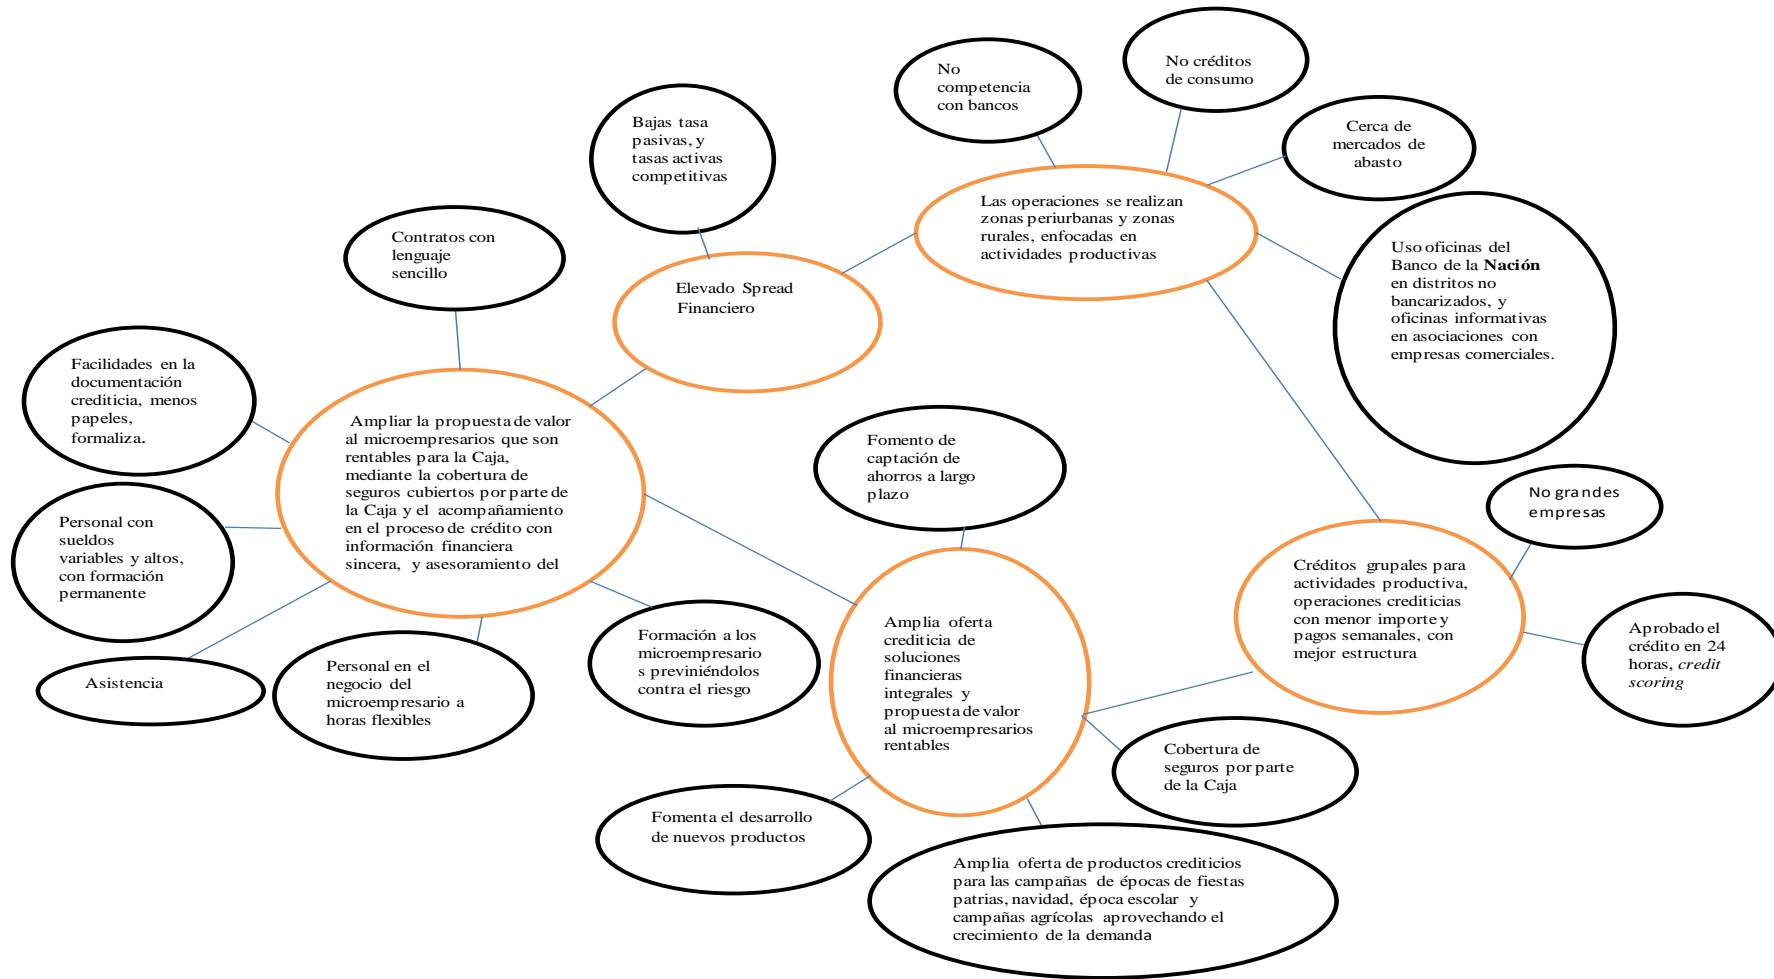 No
competencia
con bancos
No créditos
de consumo
Cerca de
mercados de
abasto
Bajas tasa
pasivas, y
tasas activas
competitivas
Las operaciones se realizan
zonas periurbanas y zonas
rurales, enfocadas en
actividades productivas
Contratos con
lenguaje
sencillo
Uso oficinas del
Banco de la Nación
en distritos no
bancarizados, y
oficinas informativas
en asociaciones con
empresas comerciales.
Elevado Spread
Financiero
Facilidades en la
documentación
crediticia, menos
papeles,
formaliza.
Ampliar la propuesta de valor
al microempresarios que son
rentables para la Caja,
mediante la cobertura de
seguros cubiertos por parte de
la Caja y el acompañamiento
en el proceso de crédito con
información financiera
sincera, y asesoramiento del
Fomento de
captación de
ahorros a largo
plazo
No grandes
empresas
Personal con
sueldos
variables y altos,
con formación
permanente
Créditos grupales para
actividades productiva,
operaciones crediticias
con menor importe y
pagos semanales, con
mejor estructura
Aprobado el
crédito en 24
horas, credit
scoring
Amplia oferta
crediticia de
soluciones
financieras
integrales y
propuesta de valor
al microempresarios
rentables
Formación a los
microempresario
s previniéndolos
contra el riesgo
Asistencia
Personal en el
negocio del
microempresario a
horas flexibles
Cobertura de
seguros por parte
de la Caja
Fomenta el desarrollo
de nuevos productos
Amplia oferta de productos crediticios
para las campañas de épocas de fiestas
patrias, navidad, época escolar y
campañas agrícolas aprovechando el
crecimiento de la demanda